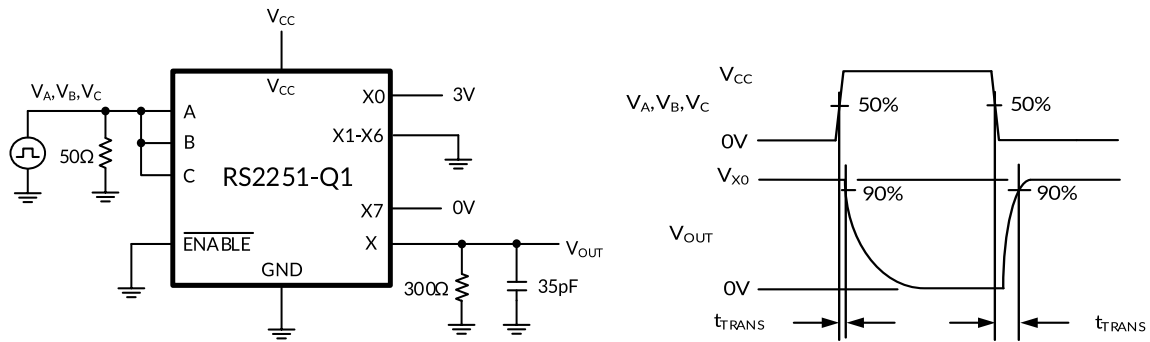 VCC
VCC
VA,VB,VC
A
B
C
50Ω
X0
3V
X1-X6
RS2251-Q1
X7
0V
ENABLE
X
VOUT
GND
300Ω
35pF
VCC
VA,VB,VC
50%
50%
0V
VX0
90%
90%
VOUT
0V
tTRANS
tTRANS